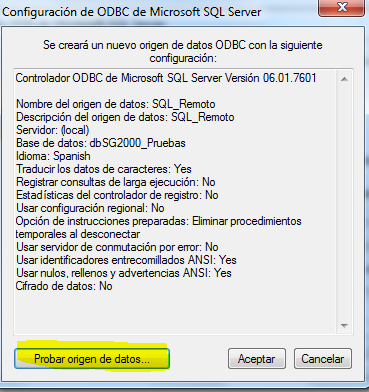 Configuración de ODBC de Microsoft SQL Server
Se creará un nuevo origen de datos ODBC con la siguiente
configuración:
Controlador ODBC de Microsoft SQL Server Versión 06.01.7601
Nombre del origen de datos: SQL_Remoto
Descripción del origen de datos: SQL_Remoto
Servidor: (local)
Base de datos: dbSG2000_Pruebas
Idioma: Spanish
Traducir los datos de caracteres: Yes
Registrar consultas de larga ejecución: No
Estadísticas del controlador de registro: No
Usar configuración regional: No
Opción de instrucciones preparadas: Eliminar procedimientos
temporales al desconectar
Usar servidor de conmutación por error: No
Usar identificadores entrecomillados ANSI: Yes
Usar nulos, rellenos y advertencias ANSI: Yes
Cifrado de datos: No
Probar origen de datos...
Aceptar
Cancelar